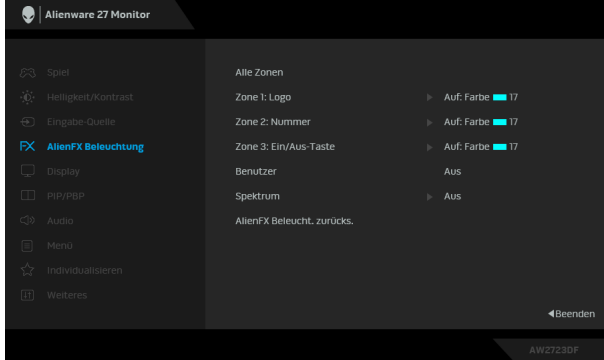 Alienware 27 Monitor
Spiel
Helligkeit/Kontrast
Eingabe-Quelle
FX AlienFX Beleuchtung
Display
PIP/PBP
Audio
Menü
Individualisieren
Weiteres
Alle Zonen
Zone 1: Logo Auf: Farbe 17
Zone 2: Nummer Auf: Farbe 17
Zone 3: Ein/Aus-Taste Auf: Farbe 17
Benutzer Aus
Spektrum Aus
AlienFX Beleucht. zurücks.
Beenden
AW2723DF